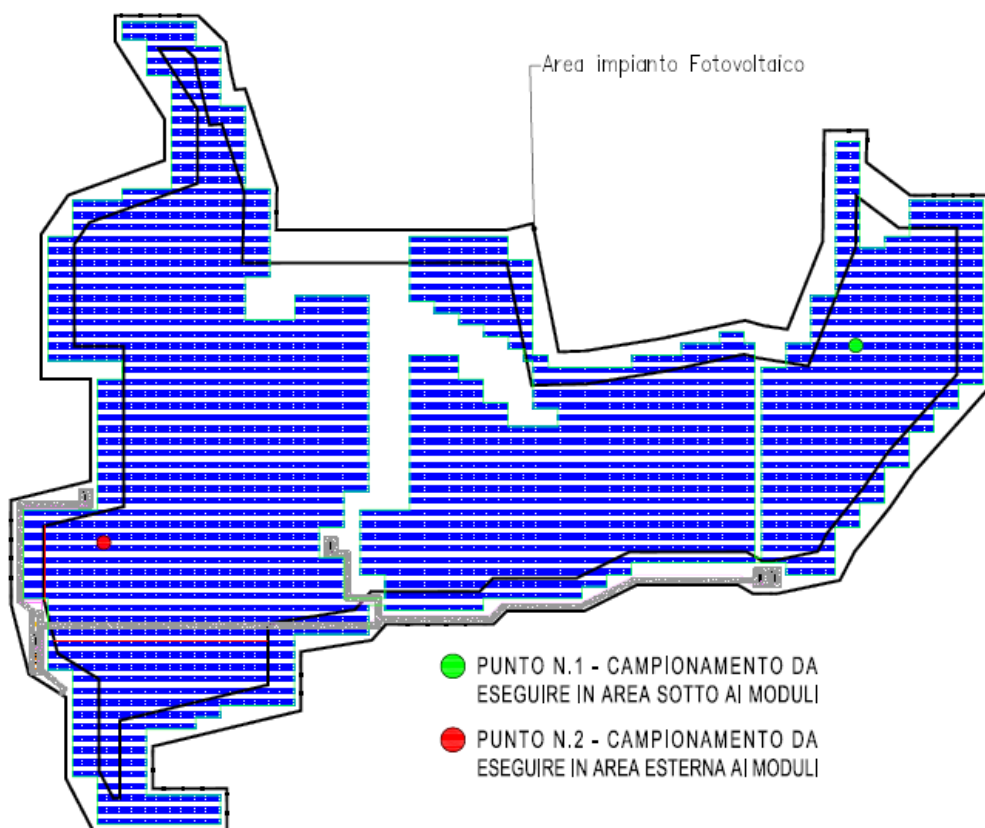 Area impianto Fotovoltaico
PUNTO N.1 - CAMPIONAMENTO DA
ESEGUIRE IN AREA SOTTO AI MODULI
PUNTO N.2 - CAMPIONAMENTO DA
ESEGUIRE IN AREA ESTERNA AI MODULI